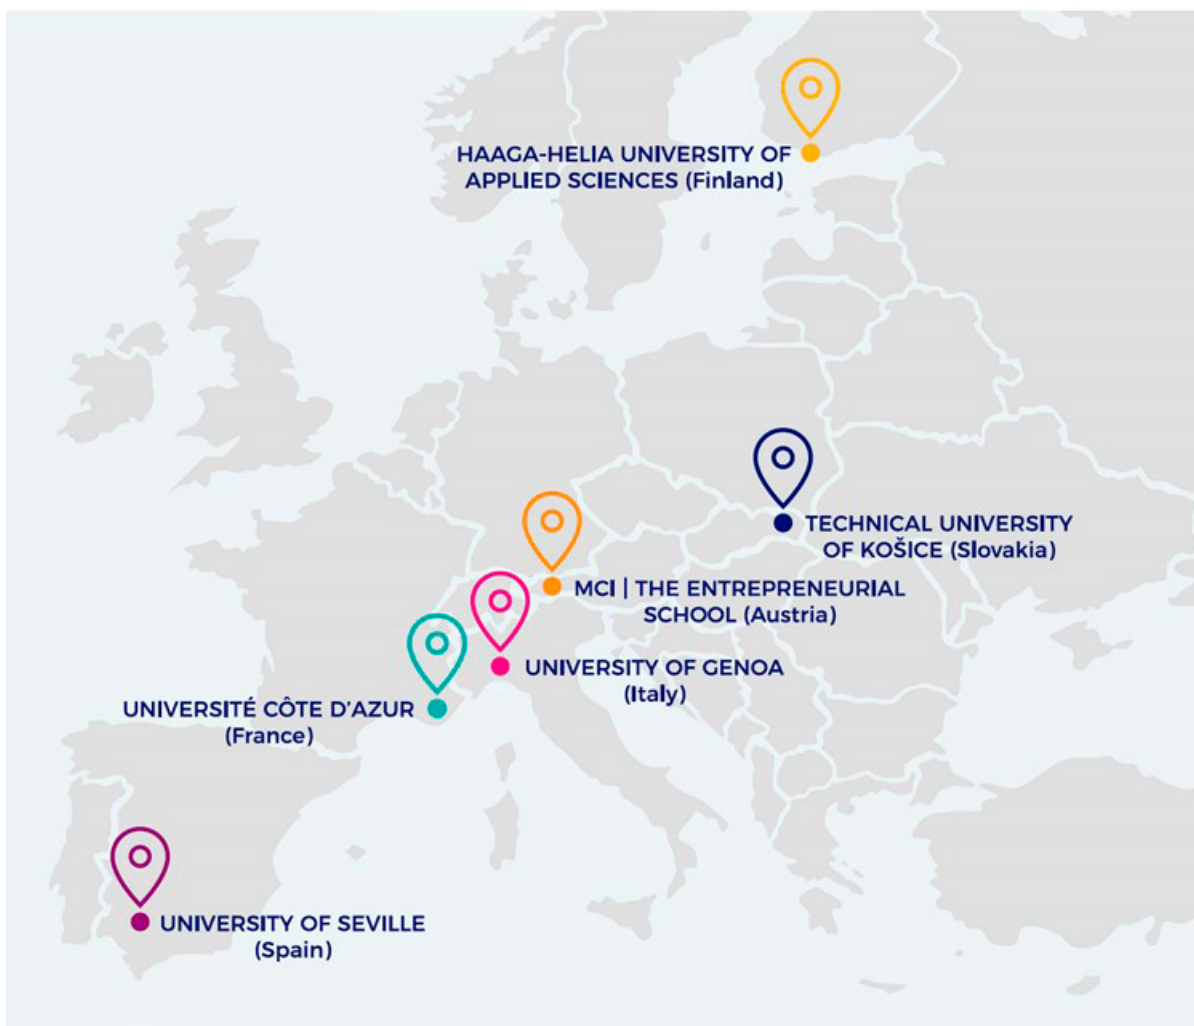 HAAGA-HELIA UNIVERSITY OF
APPLIED SCIENCES (Finland)
TECHNICAL UNIVERSITY
OF KOŠICE (Slovakia)
MCI | THE ENTREPRENEURIAL
SCHOOL (Austria)
UNIVERSITY OF GENOA
(Italy)
UNIVERSITÉ CÔTE D'AZUR
(France)
UNIVERSITY OF SEVILLE
(Spain)